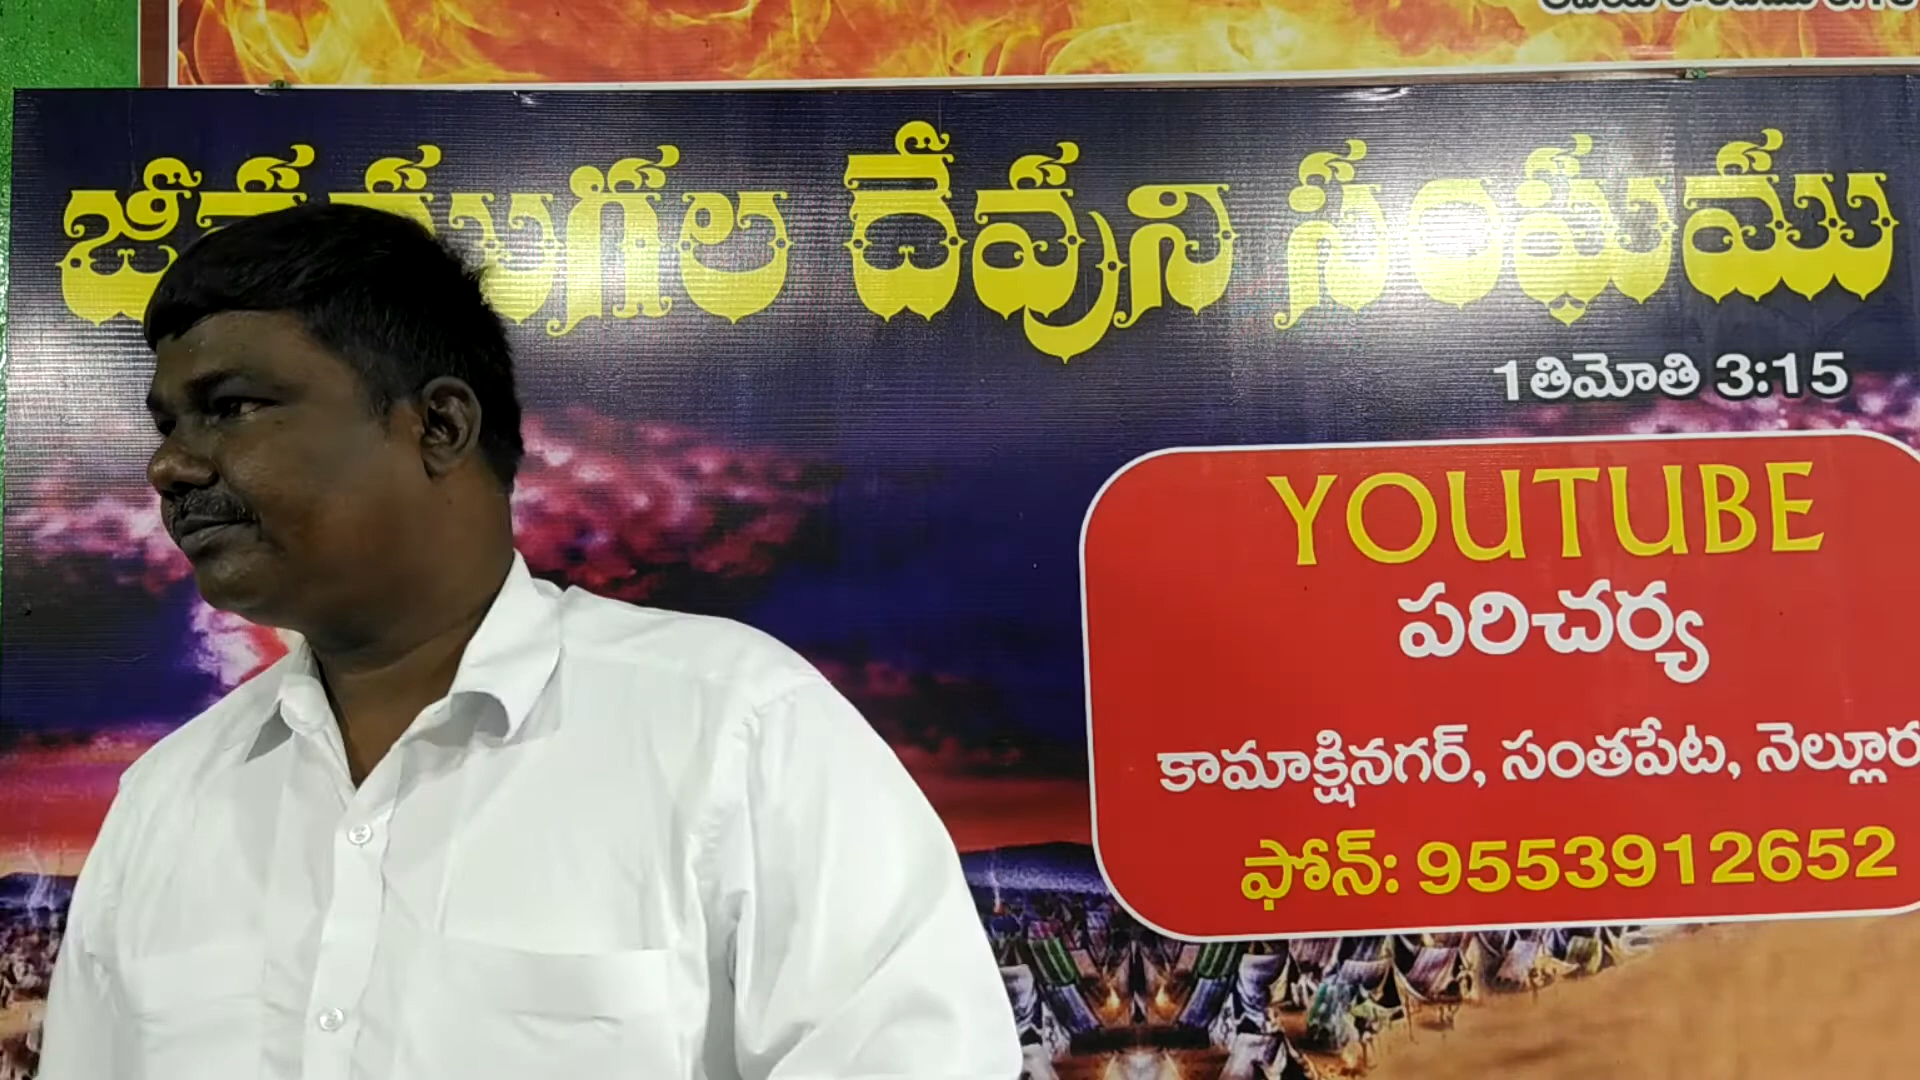 దేవుని సంఘము
1తిమోతి 3:15
YOUTUBE
పరిచర్య
కామాక్షినగర్, సంతపేట,
ఫోన్: 9553912652